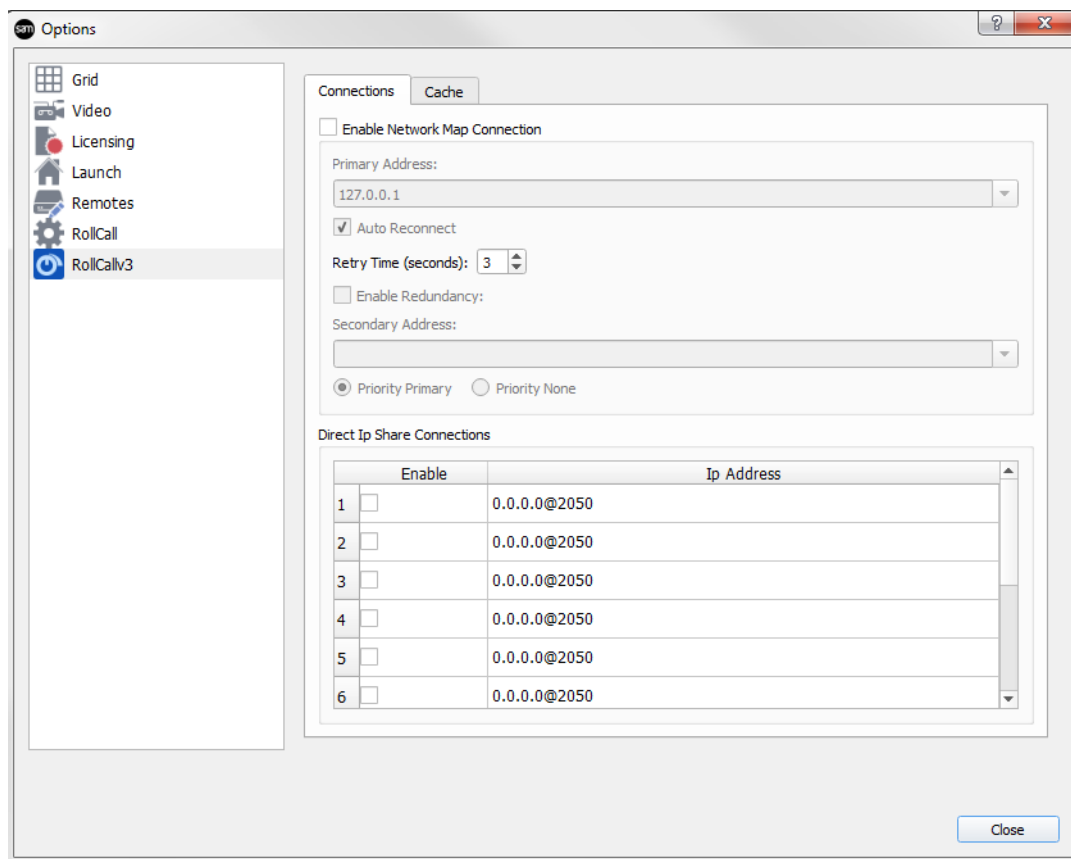 sam Options
Grid
Video
Licensing
Launch
Remotes
RollCall
RollCallv3
Connections Cache
Enable Network Map Connection
Primary Address:
127.0.0.1
Auto Reconnect
Retry Time (seconds): 3
Enable Redundancy:
Secondary Address:
Priority Primary Priority None
Direct Ip Share Connections
Enable Ip Address
1 0.0.0.0@2050
2 0.0.0.0@2050
3 0.0.0.0@2050
4 0.0.0.0@2050
5 0.0.0.0@2050
6 0.0.0.0@2050
Close